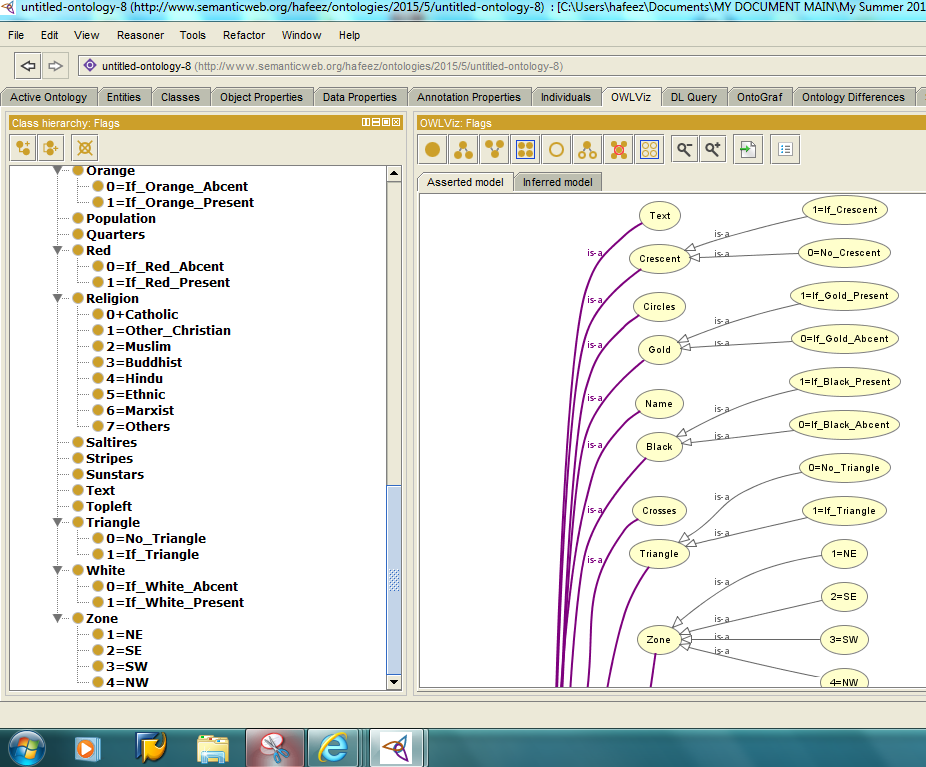 untitled-ontology-8 (http://www.semanticweb.org/hafeez/ontologies/2015/5/untitled-ontology-8) : [C:\Users\hafeez\Documents\MY DOCUMENT MAIN\My Summer 201
File Edit View Reasoner Tools Refactor Window Help
untitled-ontology-8 (http://www.semanticweb.org/hafeez/ontologies/2015/5/untitled-ontology-8)
Active Ontology Entities Classes Object Properties Data Properties Annotation Properties Individuals OWLViz DL Query OntoGraf Ontology Differences
Class hierarchy: Flags
Orange
0=If_Orange_Abcent
1=If_Orange_Present
Population
Quarters
Red
0=If_Red_Abcent
1=If_Red_Present
Religion
0+Catholic
1=Other_Christian
2=Muslim
3=Buddhist
4=Hindu
5=Ethnic
6=Marxist
7=Others
Saltires
Stripes
Sunstars
Text
Topleft
Triangle
0=No_Triangle
1=If_Triangle
White
0=If_White_Abcent
1=If_White_Present
Zone
1=NE
2=SE
3=SW
4=NW
OWLViz: Flags
Asserted model Inferred model
Text
1=If_Crescent
is-a
is-a
Crescent
is-a
0=No_Crescent
is-a
Circles
1=If_Gold_Present
is-a
is-a
Gold
is-a
0=If_Gold_Abcent
is-a
Name
1=If_Black_Present
is-a
is-a
Black
is-a
0=If_Black_Abcent
0=No_Triangle
is-a
is-a
Crosses
1=If_Triangle
is-a
is-a
Triangle
1=NE
is-a
2=SE
is-a
Zone
is-a
3=SW
is-a
4=NW